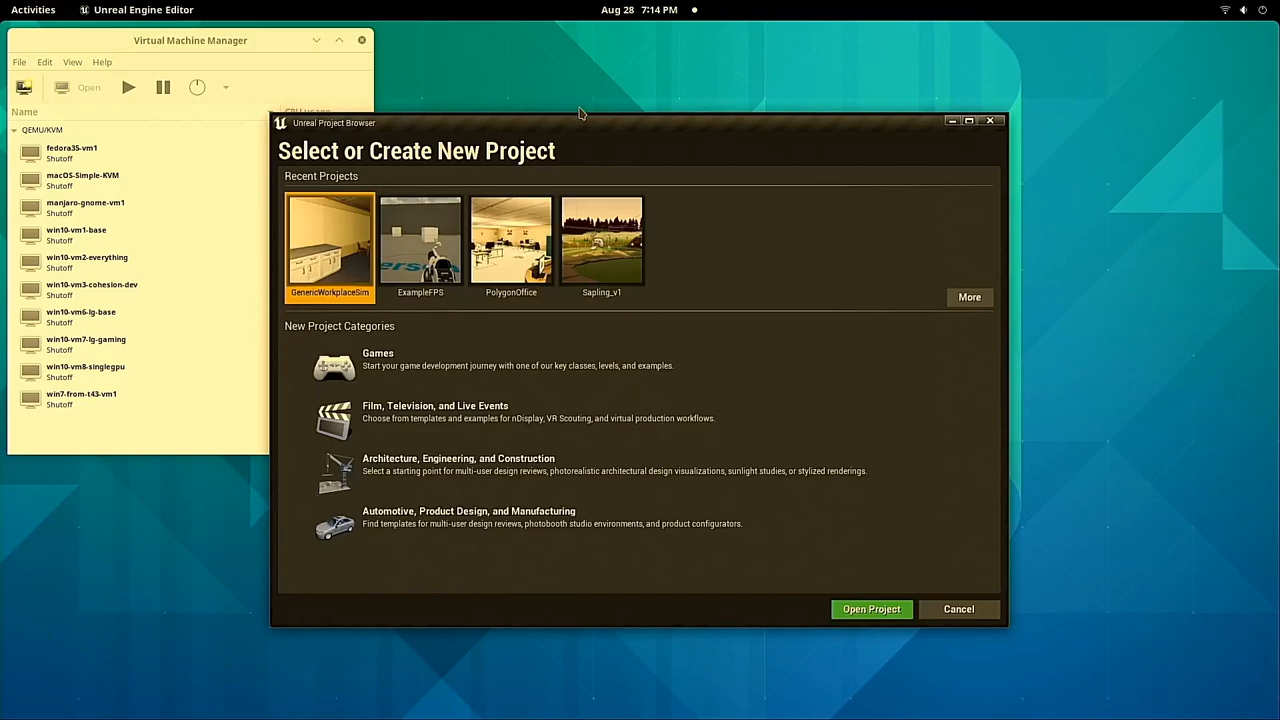 Activities
Unreal Engine Editor
Aug 28 7:14 PM
Virtual Machine Manager
File Edit View Help
Open
Name
CPU usage
QEMU/KVM
fedora35-vm1
Shutoff
macOS-Simple-KVM
Shutoff
manjaro-gnome-vm1
Shutoff
win10-vm1-base
Shutoff
win10-vm2-everything
Shutoff
win10-vm3-cohesion-dev
Shutoff
win10-vm6-lg-base
Shutoff
win10-vm7-lg-gaming
Shutoff
win10-vm8-singlegpu
Shutoff
win7-from-t43-vm1
Shutoff
Unreal Project Browser
Select or Create New Project
Recent Projects
GenericWorkplaceSim
ExampleFPS
PolygonOffice
Sapling_v1
More
New Project Categories
Games
Start your game development journey with one of our key classes, levels, and examples.
Film, Television, and Live Events
Choose from templates and examples for nDisplay, VR Scouting, and virtual production workflows.
Architecture, Engineering, and Construction
Select a starting point for multi-user design reviews, photorealistic architectural design visualizations, sunlight studies, or stylized renderings.
Automotive, Product Design, and Manufacturing
Find templates for multi-user design reviews, photobooth studio environments, and product configurators.
Open Project
Cancel